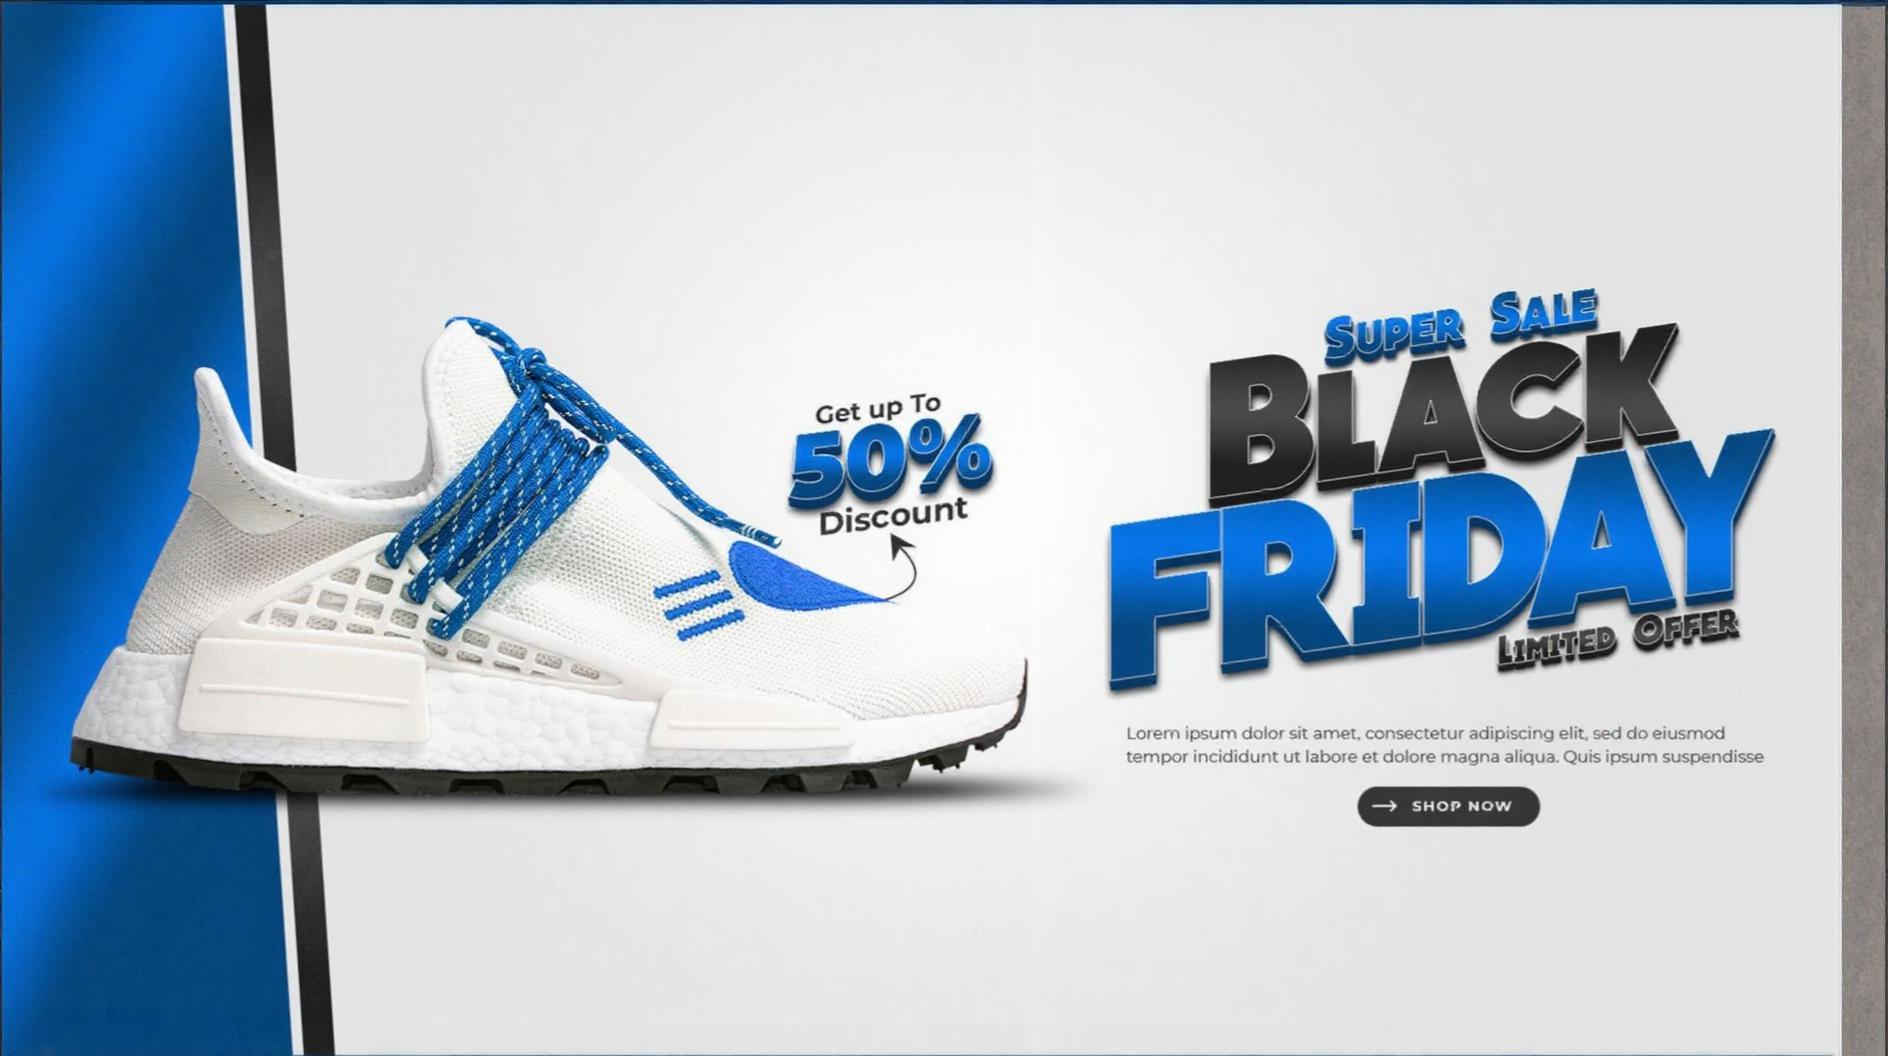 Get up To
50%
Discount
SUPER SALE
BLACK
FRIDAY
LIMITED OFFER
Lorem ipsum dolor sit amet, consectetur adipiscing elit, sed do eiusmod
tempor incididunt ut labore et dolore magna aliqua. Quis ipsum suspendisse
SHOP NOW